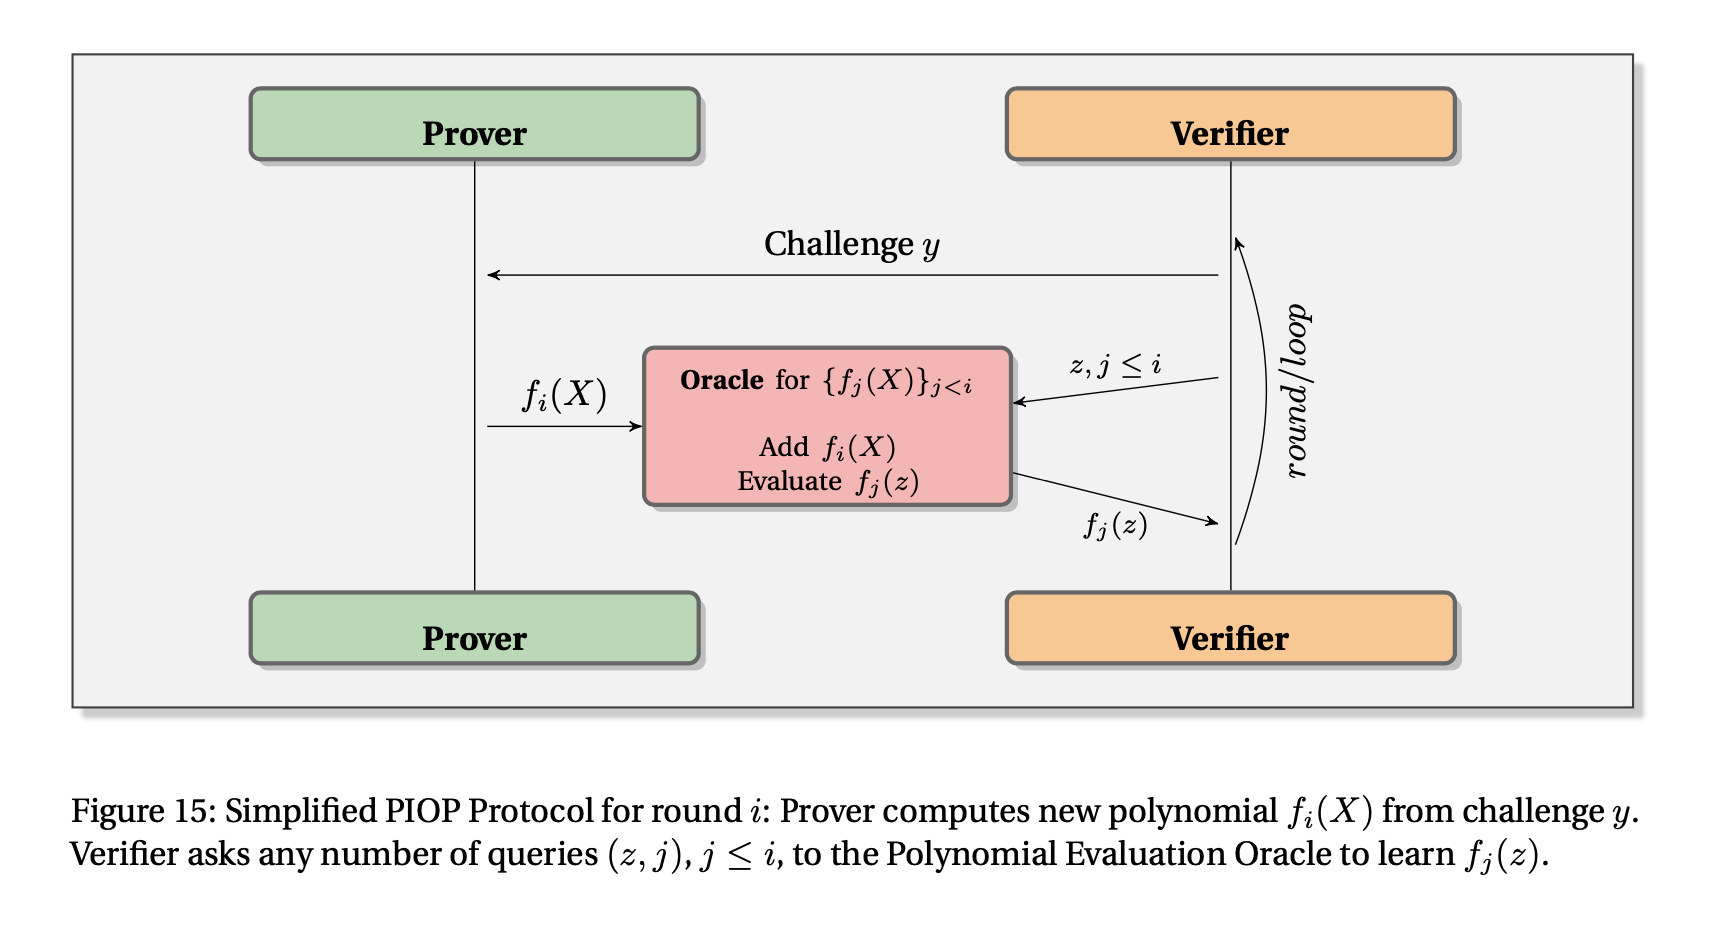 Prover
Verifier
Challenge y
f_i(X)
Oracle for {f_j(X)}_{j<i}
Add f_i(X)
Evaluate f_j(z)
z, j ≤ i
f_j(z)
round/loop
Prover
Verifier
Figure 15: Simplified PIOP Protocol for round i: Prover computes new polynomial f_i(X) from challenge y.
Verifier asks any number of queries (z, j), j ≤ i, to the Polynomial Evaluation Oracle to learn f_j(z).